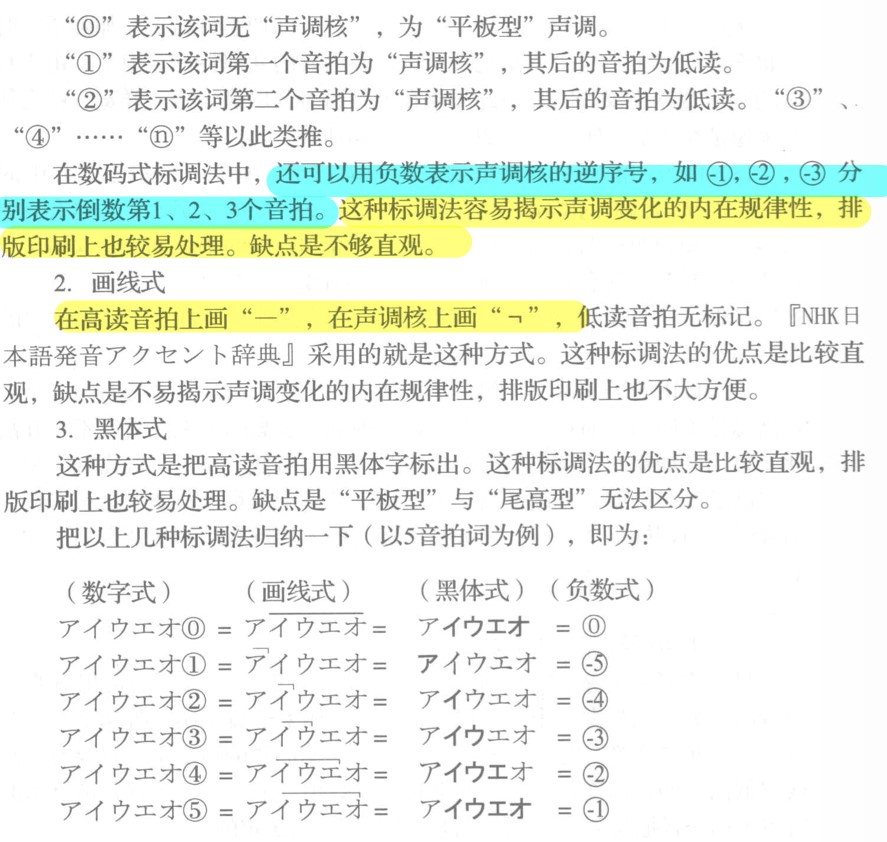 “⓪”表示该词无“声调核”，为“平板型”声调。
“①”表示该词第一个音拍为“声调核”，其后的音拍为低读。
“②”表示该词第二个音拍为“声调核”，其后的音拍为低读。“③”、
“④”……“ⓝ”等以此类推。
在数码式标调法中，还可以用负数表示声调核的逆序号，如 -1, -2 , -3 分
别表示倒数第1、2、3个音拍。这种标调法容易揭示声调变化的内在规律性，排
版印刷上也较易处理。缺点是不够直观。
2. 画线式
在高读音拍上画“—”，在声调核上画“¬”，低读音拍无标记。『NHK日
本語発音アクセント辞典』采用的就是这种方式。这种标调法的优点是比较直
观，缺点是不易揭示声调变化的内在规律性，排版印刷上也不大方便。
3. 黑体式
这种方式是把高读音拍用黑体字标出。这种标调法的优点是比较直观，排
版印刷上也较易处理。缺点是“平板型”与“尾高型”无法区分。
把以上几种标调法归纳一下（以5音拍词为例），即为：
（数字式） （画线式） （黑体式）（负数式）
アイウエオ⓪ = アイウエオ = アイウエオ = ⓪
アイウエオ① = アイウエオ = アイウエオ = -5
アイウエオ② = アイウエオ = アイウエオ = -4
アイウエオ③ = アイウエオ = アイウエオ = -3
アイウエオ④ = アイウエオ = アイウエオ = -2
アイウエオ⑤ = アイウエオ = アイウエオ = -1